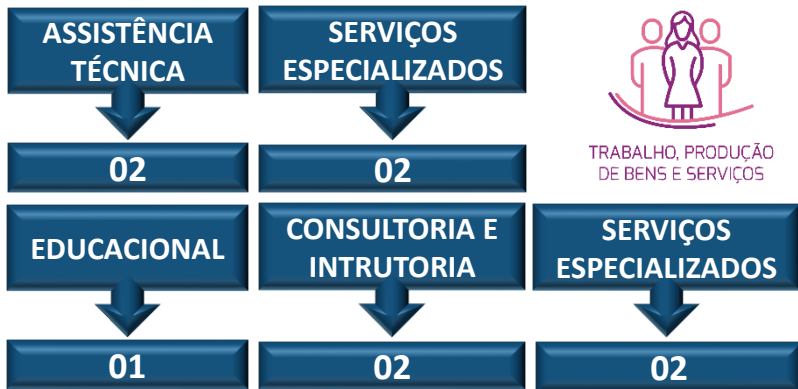 ASSISTÊNCIA
TÉCNICA
SERVIÇOS
ESPECIALIZADOS
02
02
TRABALHO, PRODUÇÃO
DE BENS E SERVIÇOS
EDUCACIONAL
CONSULTORIA E
INTRUTORIA
SERVIÇOS
ESPECIALIZADOS
01
02
02